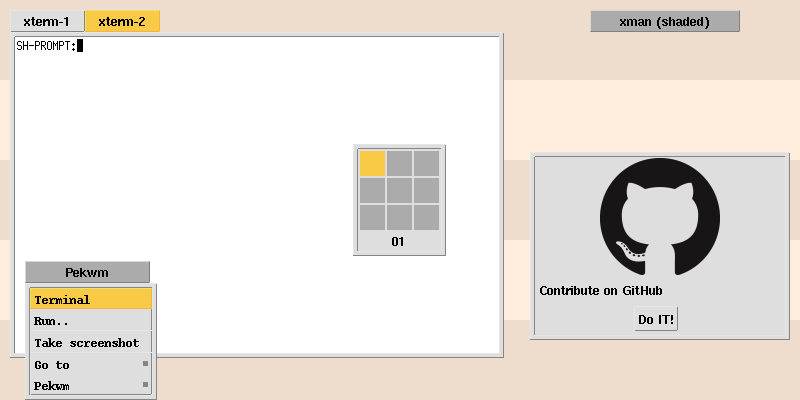 xterm-1 xterm-2
xman (shaded)
SH-PROMPT:
01
Pekwm
Terminal
Run..
Take screenshot
Go to
Pekwm
Contribute on GitHub
Do IT!